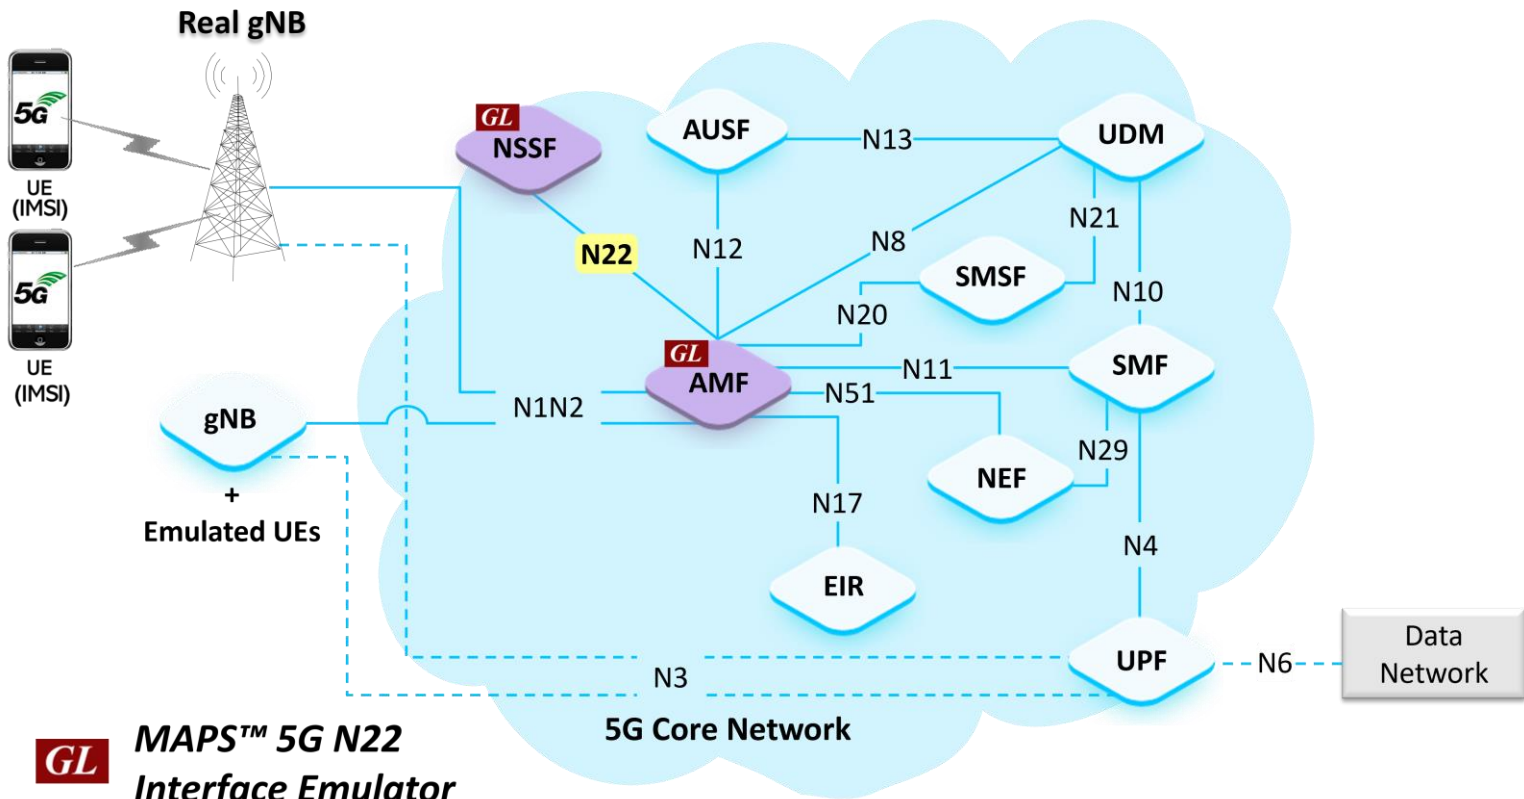 Real gNB
5G
UE
(IMSI)
5G
UE
(IMSI)
GL
NSSF
AUSF
N13
UDM
N22
N12
N8
N21
SMSF
N10
N20
GL
AMF
N11
SMF
N51
N1N2
gNB
+
Emulated UEs
N29
NEF
N17
N4
EIR
N3
UPF
N6
Data
Network
5G Core Network
GL
MAPS™ 5G N22
Interface Emulator